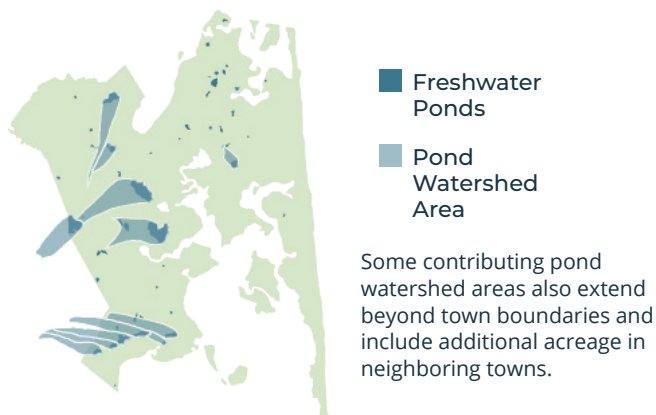 Freshwater
Ponds
Pond
Watershed
Area
Some contributing pond
watershed areas also extend
beyond town boundaries and
include additional acreage in
neighboring towns.